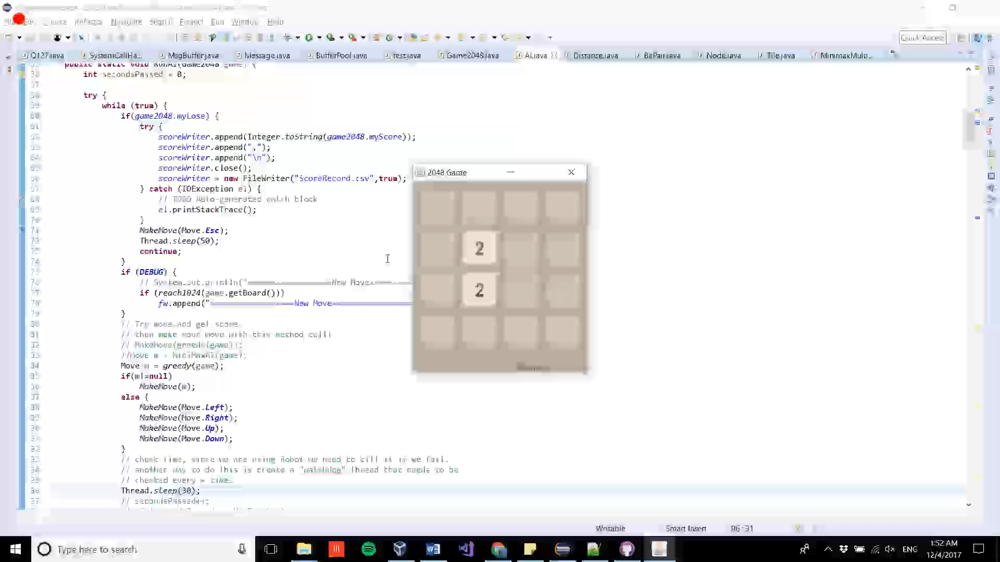 Refactor Navigate Search Project Run Window Help
Quick Access
Q127.java SystemCallHa... MsgBuffer.java Message.java BufferPool.java test.java Game2048.java AI.java Distance.java BePair.java Node.java Tile.java
public static void RunAI(Game2048 game) {
int secondsPassed = 0;
try {
while (true) {
if(game2048.myLose) {
try {
scoreWriter.append(Integer.toString(game2048.myScore));
scoreWriter.append(",");
scoreWriter.append("\n");
scoreWriter.close();
scoreWriter = new FileWriter("ScoreRecord.csv",true);
} catch (IOException e1) {
// TODO Auto-generated catch block
e1.printStackTrace();
}
MakeMove(Move.Esc);
Thread.sleep(50);
continue;
}
if (DEBUG) {
// System.out.println("==================New Move
if (reach1024(game.getBoard()))
fw.append("==================New Move
}
// Try move and get score
// then make your move with this method call!
// MakeMove(greedy(game));
//Move m = MiniMaxAI(game);
Move m = greedy(game);
if(m!=null)
MakeMove(m);
else {
MakeMove(Move.Left);
MakeMove(Move.Right);
MakeMove(Move.Up);
MakeMove(Move.Down);
}
// check time, since we are using Robot we need to kill it if we fail.
// another way to do this is create a "watching" Thread that needs to be
// checked every
Thread.sleep(30);
// secondsPassed++;
2048 Game
2
2
Writable Smart Insert 96:31
Type here to search
ENG
1:52 AM
12/4/2017